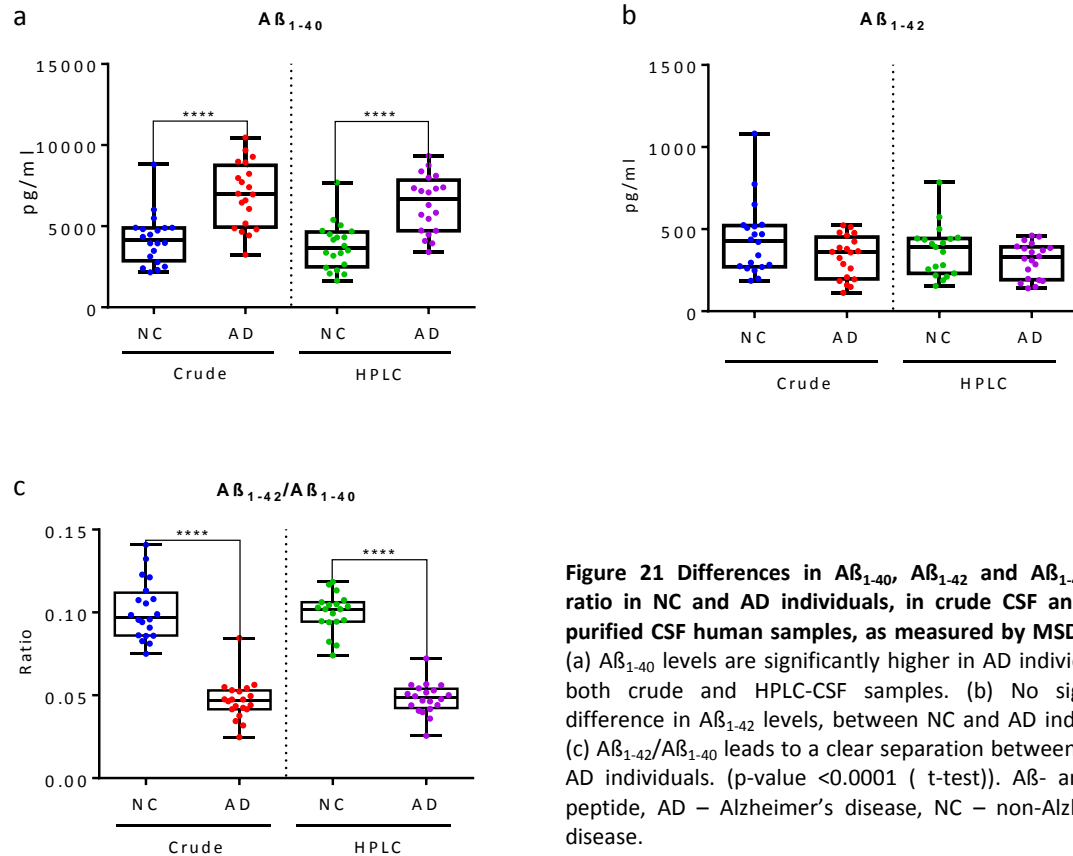 a
Aß1-40
15000
10000
5000
0
pg/ml
****
****
NC
AD
NC
AD
Crude
HPLC
b
Aß1-42
1500
1000
500
0
pg/ml
NC
AD
NC
AD
Crude
HPLC
c
Aß1-42/Aß1-40
0.15
0.10
0.05
0.00
Ratio
****
****
NC
AD
NC
AD
Crude
HPLC
Figure 21 Differences in Aß1-40, Aß1-42 and Aß1-4
ratio in NC and AD individuals, in crude CSF an
purified CSF human samples, as measured by MSD
(a) Aß1-40 levels are significantly higher in AD individ
both crude and HPLC-CSF samples. (b) No sig
difference in Aß1-42 levels, between NC and AD ind
(c) Aß1-42/Aß1-40 leads to a clear separation between
AD individuals. (p-value <0.0001 ( t-test)). Aß- an
peptide, AD – Alzheimer’s disease, NC – non-Alzh
disease.